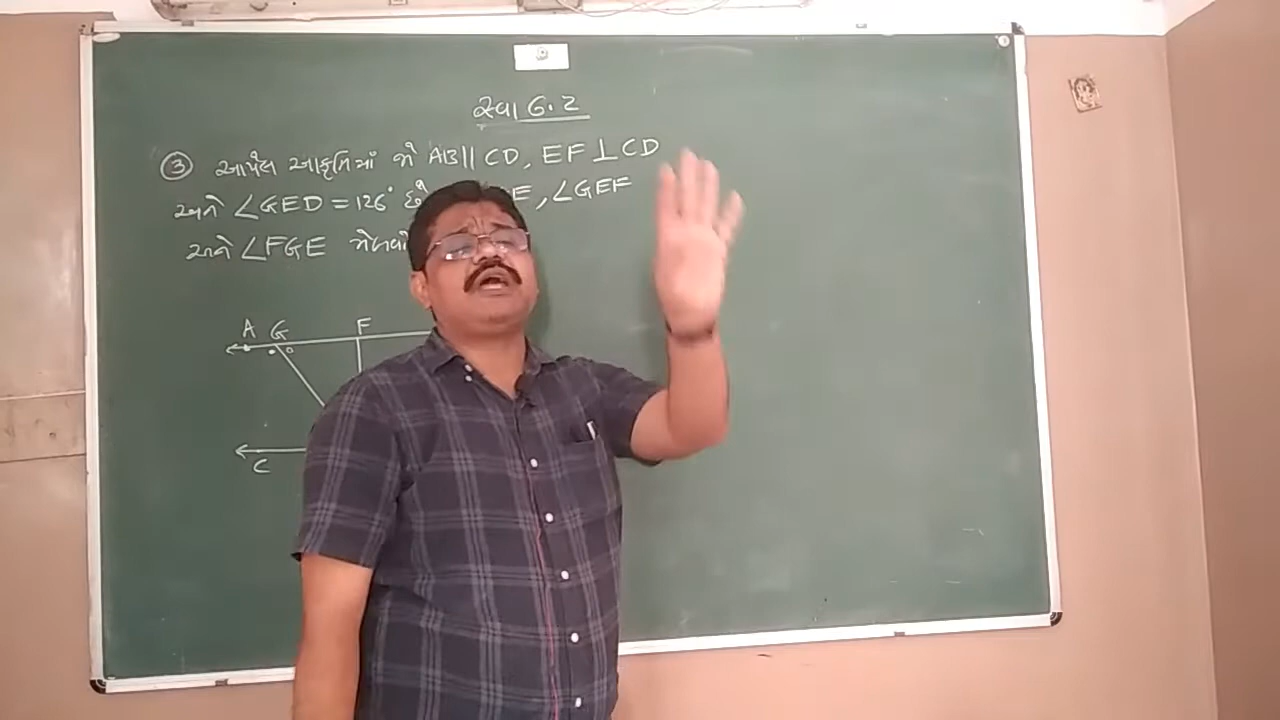 સ્વા 6.2
③ આપેલ આકૃતિમાં જો AB || CD, EF ⊥ CD
અને ∠GED = 126° છે E, ∠GEF
અને ∠FGE મેળવો
A G F
C